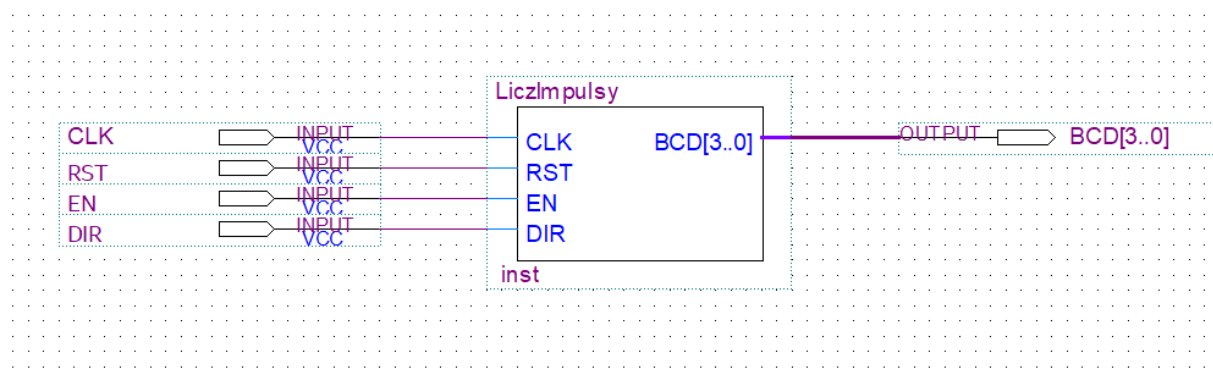 LiczImpulsy
CLK INPUT VCC
RST INPUT VCC
EN INPUT VCC
DIR INPUT VCC
CLK BCD[3..0]
RST
EN
DIR
inst
OUTPUT BCD[3..0]